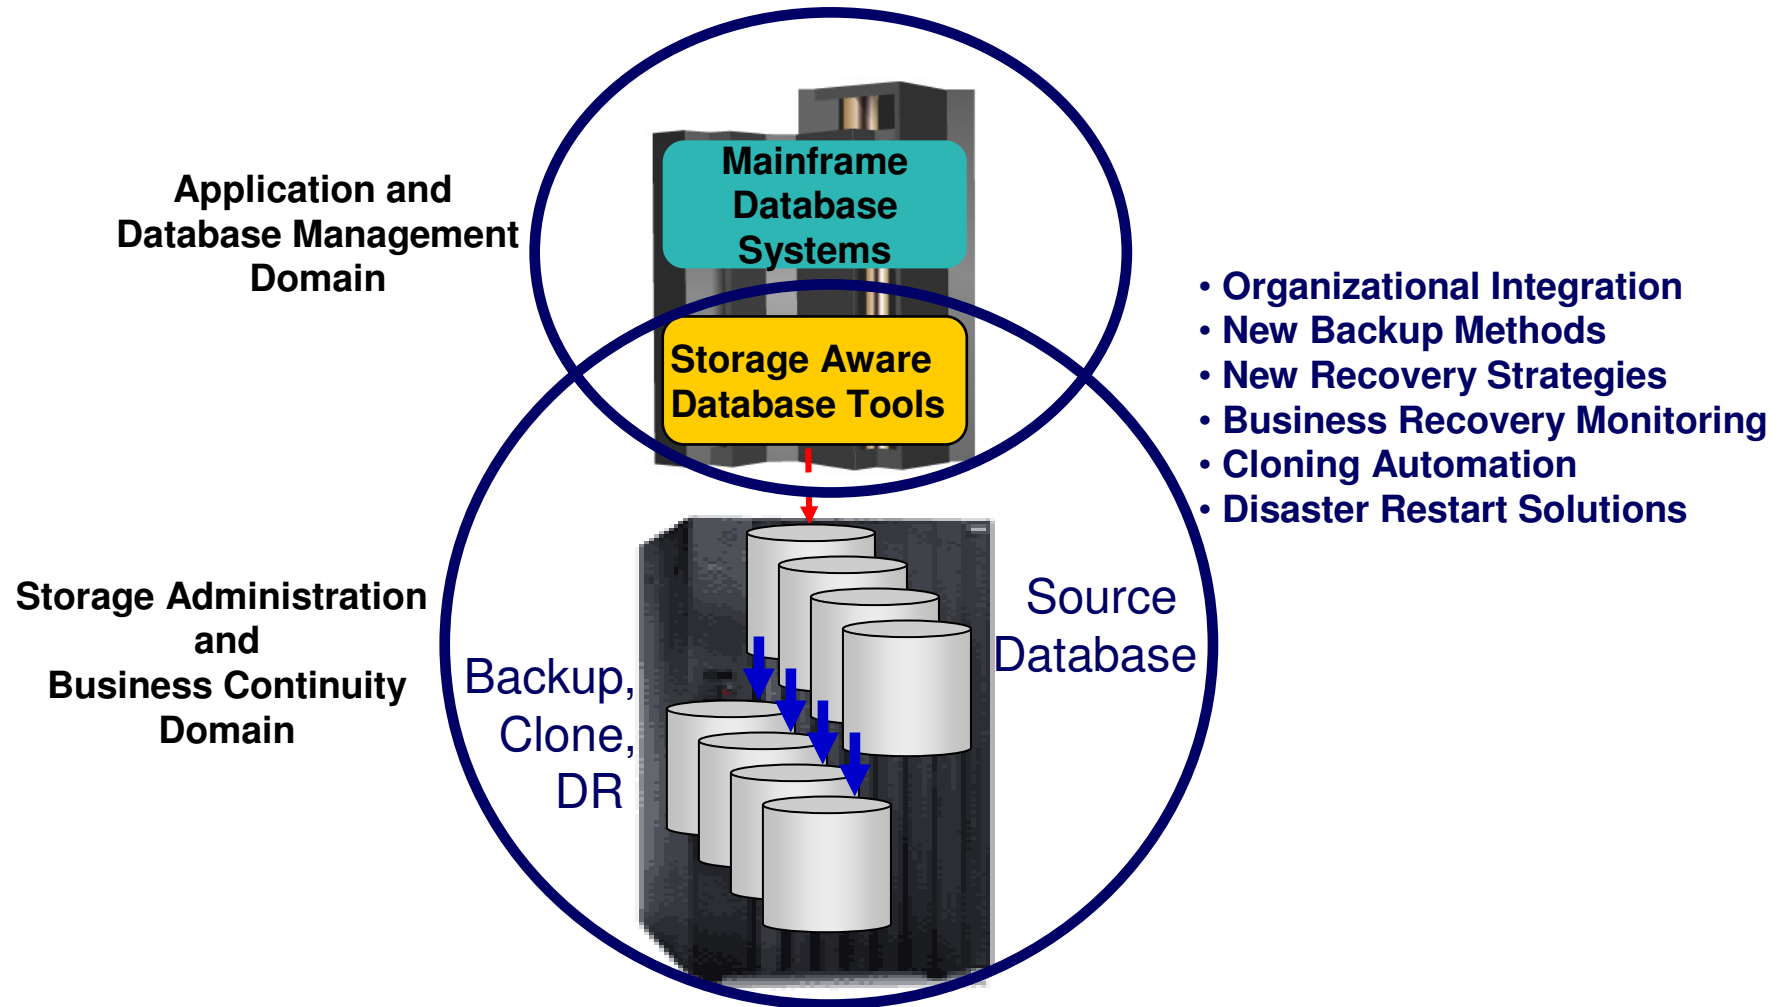 Application and
Database Management
Domain
Mainframe
Database
Systems
Storage Aware
Database Tools
• Organizational Integration
• New Backup Methods
• New Recovery Strategies
• Business Recovery Monitoring
• Cloning Automation
• Disaster Restart Solutions
Storage Administration
and
Business Continuity
Domain
Backup,
Clone,
DR
Source
Database